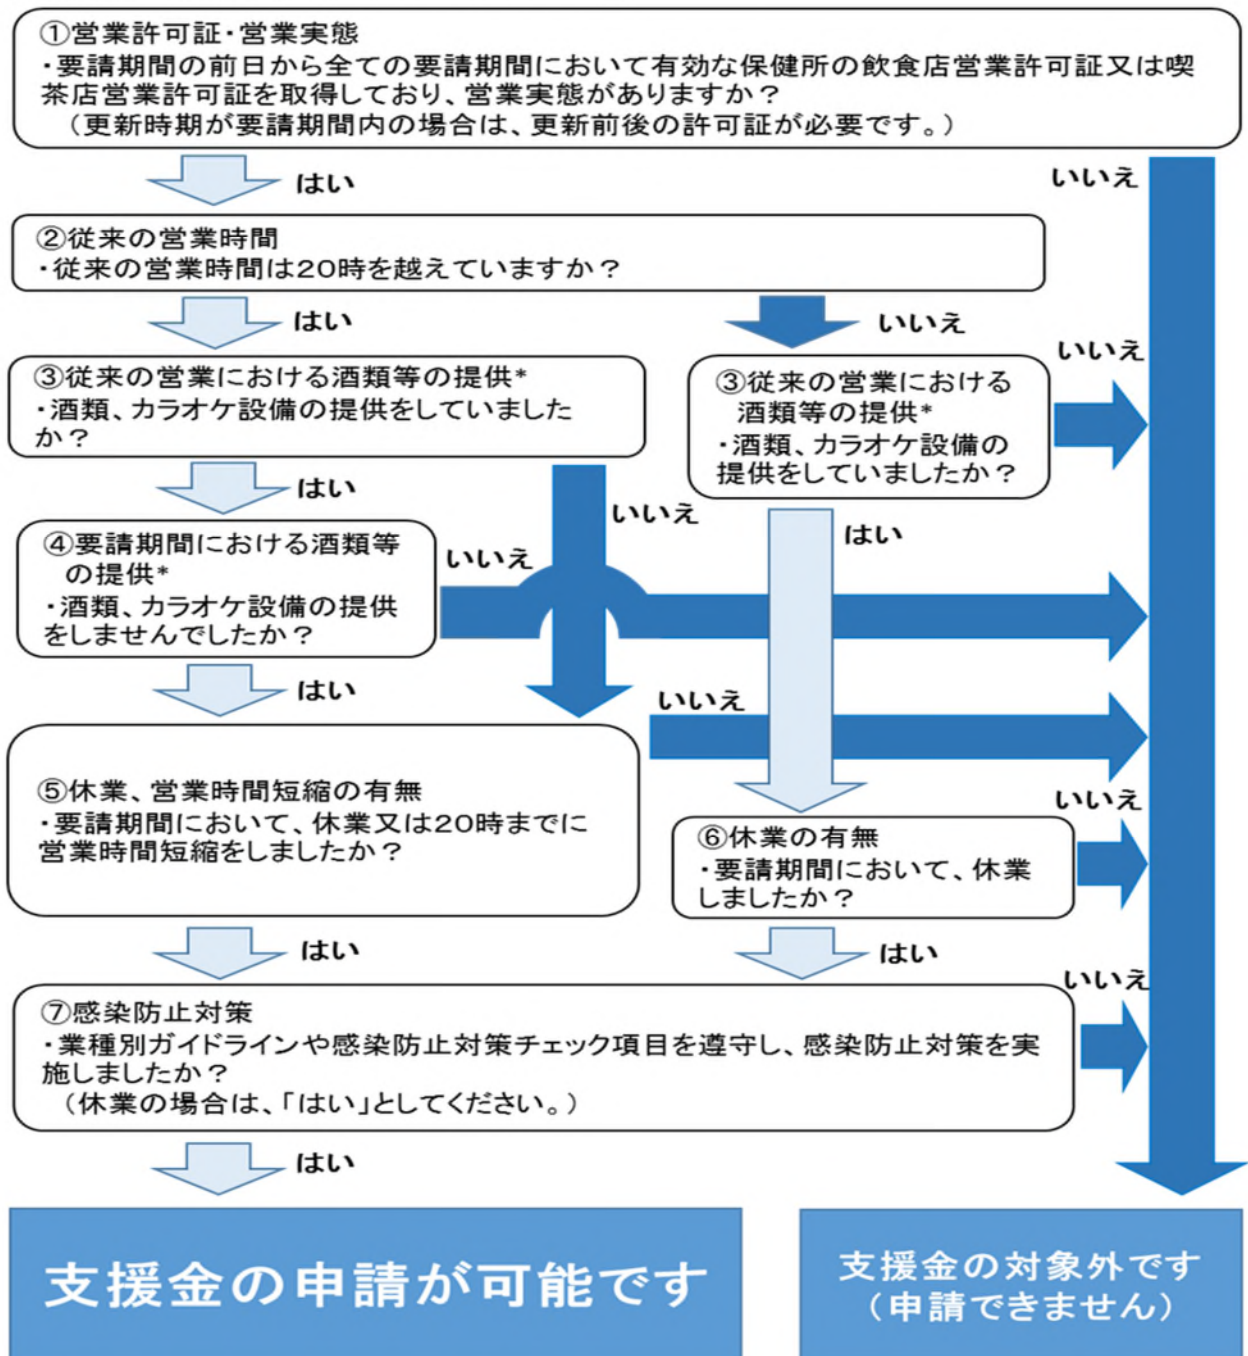 ①営業許可証・営業実態
・要請期間の前日から全ての要請期間において有効な保健所の飲食店営業許可証又は喫
茶店営業許可証を取得しており、営業実態がありますか？
（更新時期が要請期間内の場合は、更新前後の許可証が必要です。）
はい
いいえ
②従来の営業時間
・従来の営業時間は20時を越えていますか？
はい
いいえ
③従来の営業における酒類等の提供*
・酒類、カラオケ設備の提供をしていました
か？
③従来の営業における
酒類等の提供*
・酒類、カラオケ設備の
提供をしていましたか？
いいえ
はい
いいえ
はい
④要請期間における酒類等
の提供*
・酒類、カラオケ設備の提供
をしませんでしたか？
いいえ
はい
いいえ
⑤休業、営業時間短縮の有無
・要請期間において、休業又は20時までに
営業時間短縮をしましたか？
⑥休業の有無
・要請期間において、休業
しましたか？
いいえ
はい
はい
いいえ
⑦感染防止対策
・業種別ガイドラインや感染防止対策チェック項目を遵守し、感染防止対策を実
施しましたか？
（休業の場合は、「はい」としてください。）
はい
支援金の申請が可能です
支援金の対象外です
（申請できません）